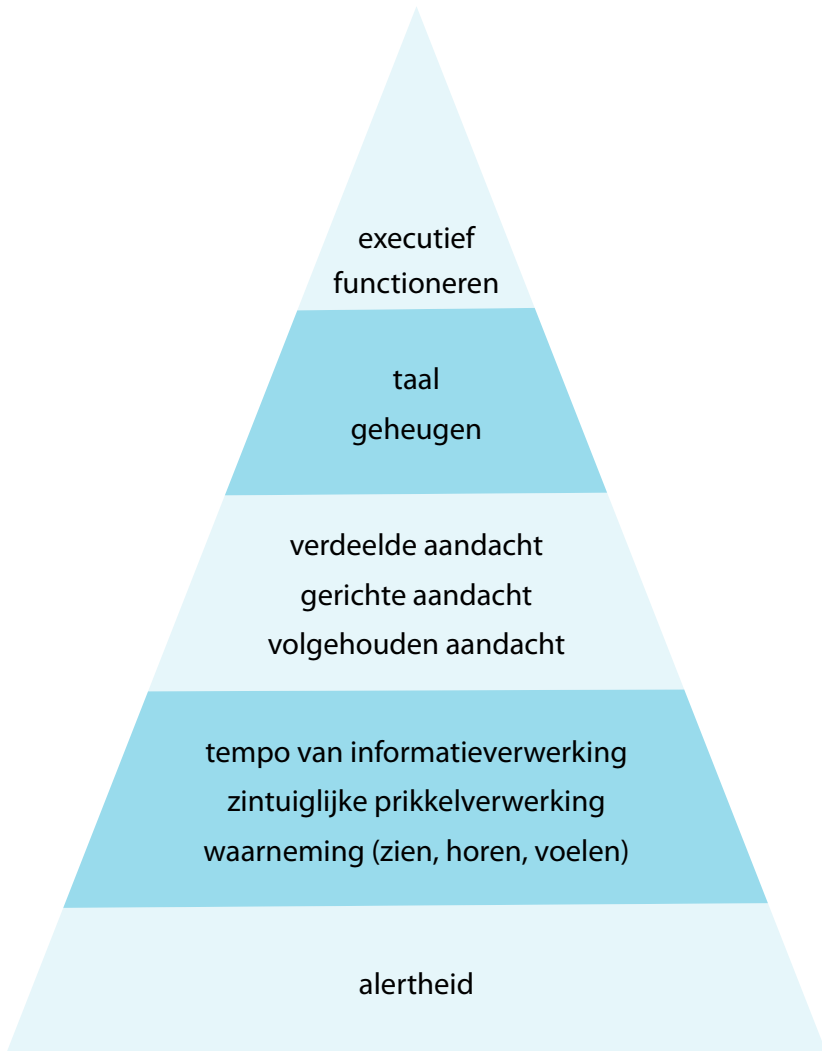 executief
functioneren
taal
geheugen
verdeelde aandacht
gerichte aandacht
volgehouden aandacht
tempo van informatieverwerking
zintuiglijke prikkelverwerking
waarneming (zien, horen, voelen)
alertheid